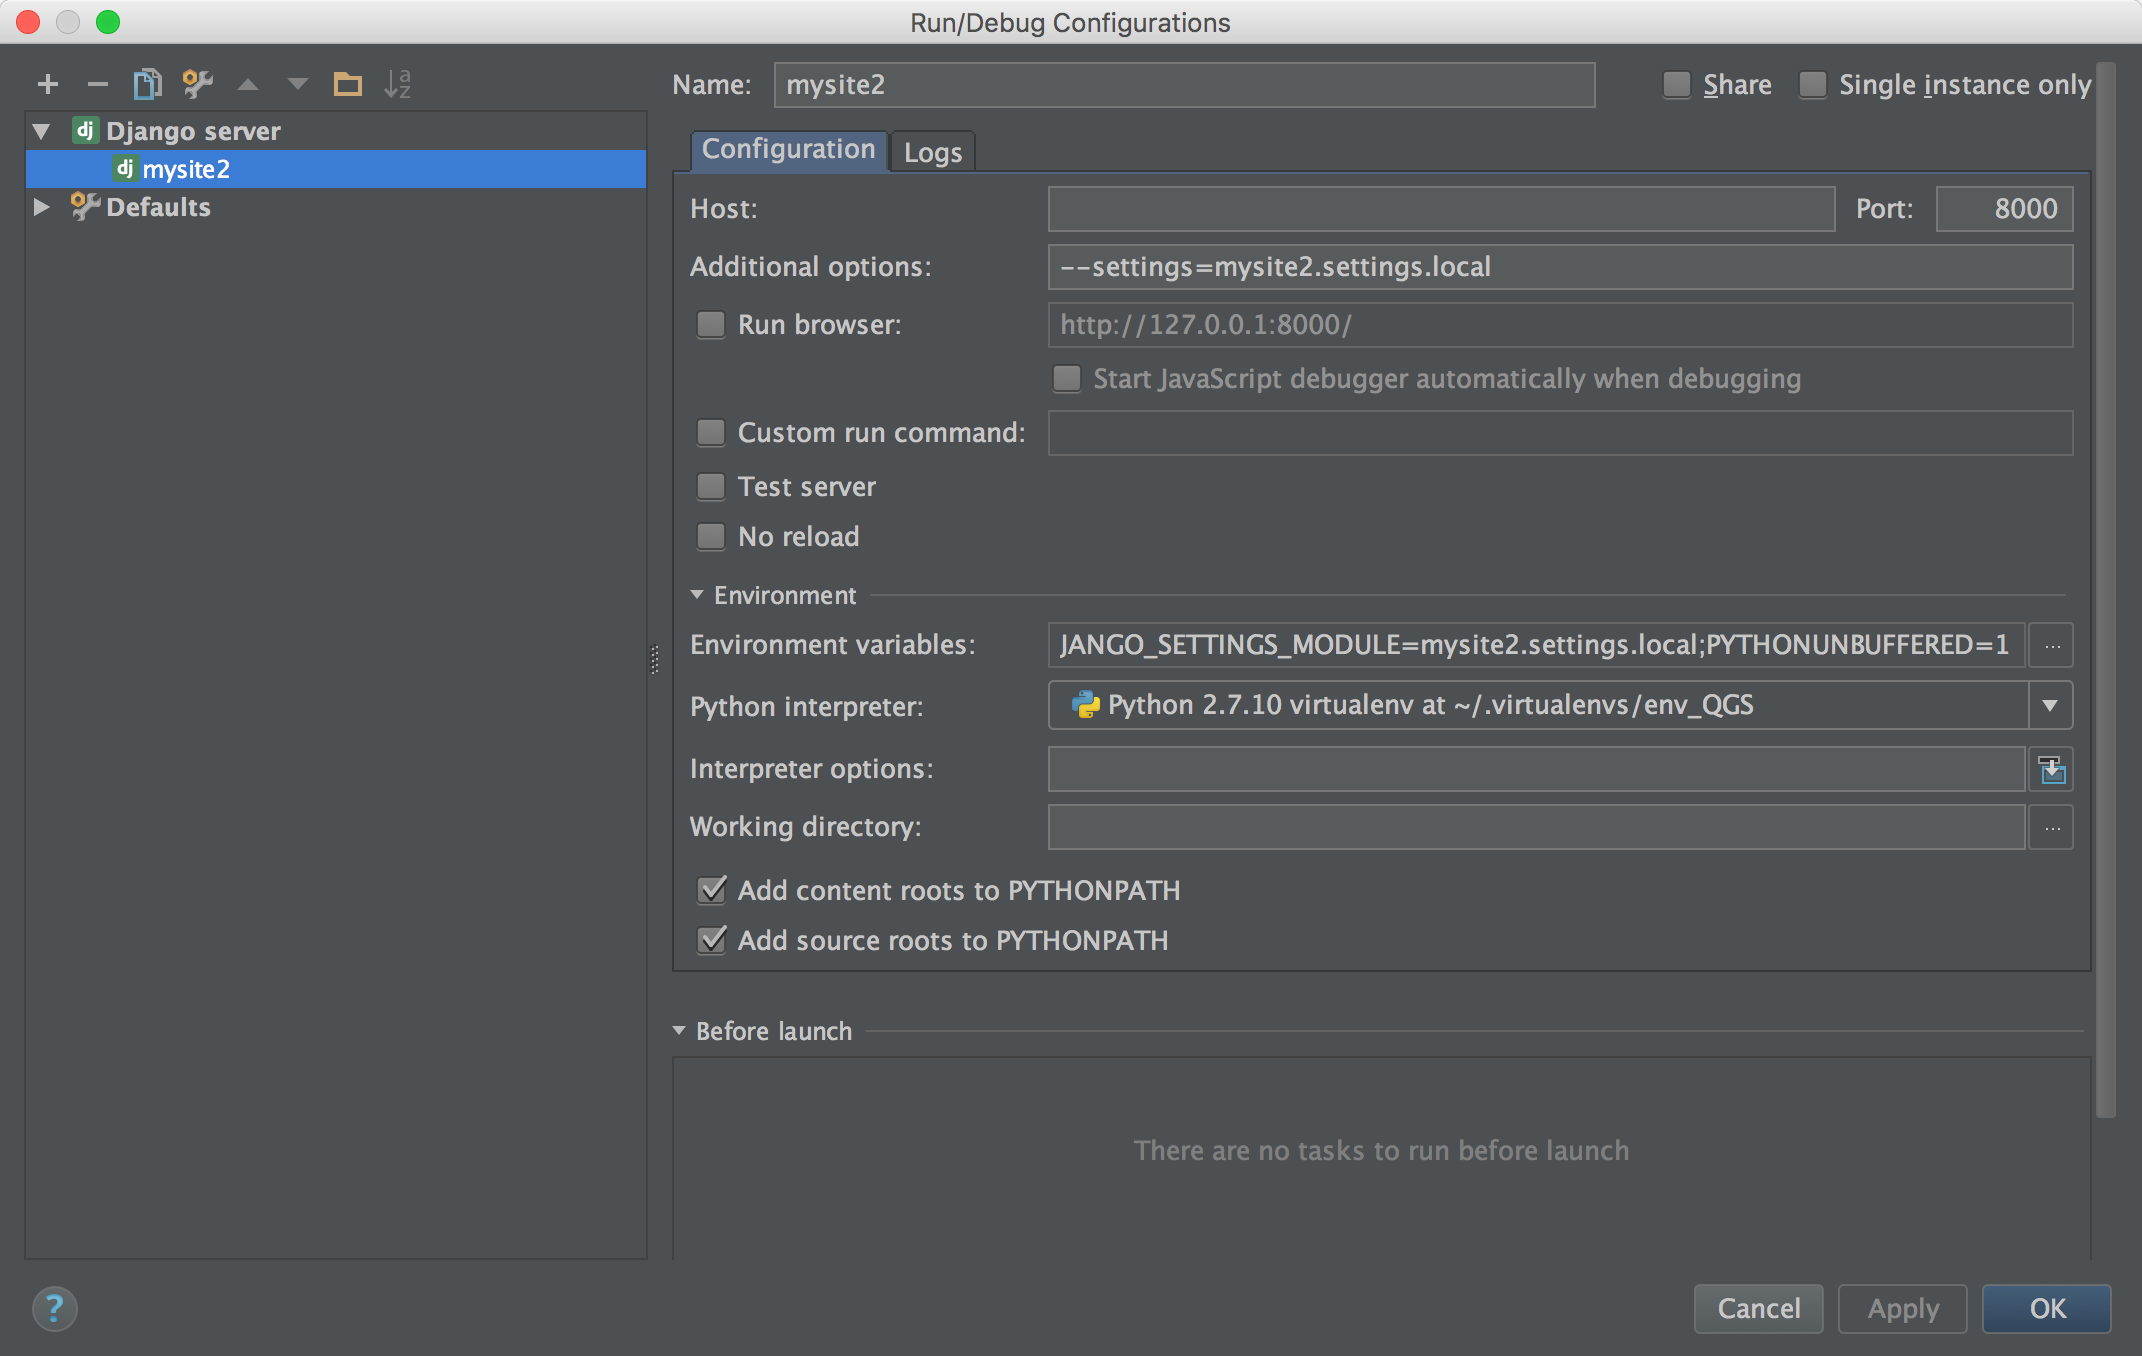 Run/Debug Configurations
Name: mysite2 Share Single instance only
dj Django server
dj mysite2
Defaults
Configuration Logs
Host: Port: 8000
Additional options: --settings=mysite2.settings.local
Run browser: http://127.0.0.1:8000/
Start JavaScript debugger automatically when debugging
Custom run command:
Test server
No reload
Environment
Environment variables: JANGO_SETTINGS_MODULE=mysite2.settings.local;PYTHONUNBUFFERED=1 ...
Python interpreter: Python 2.7.10 virtualenv at ~/.virtualenvs/env_QGS
Interpreter options:
Working directory: ...
Add content roots to PYTHONPATH
Add source roots to PYTHONPATH
Before launch
There are no tasks to run before launch
? Cancel Apply OK